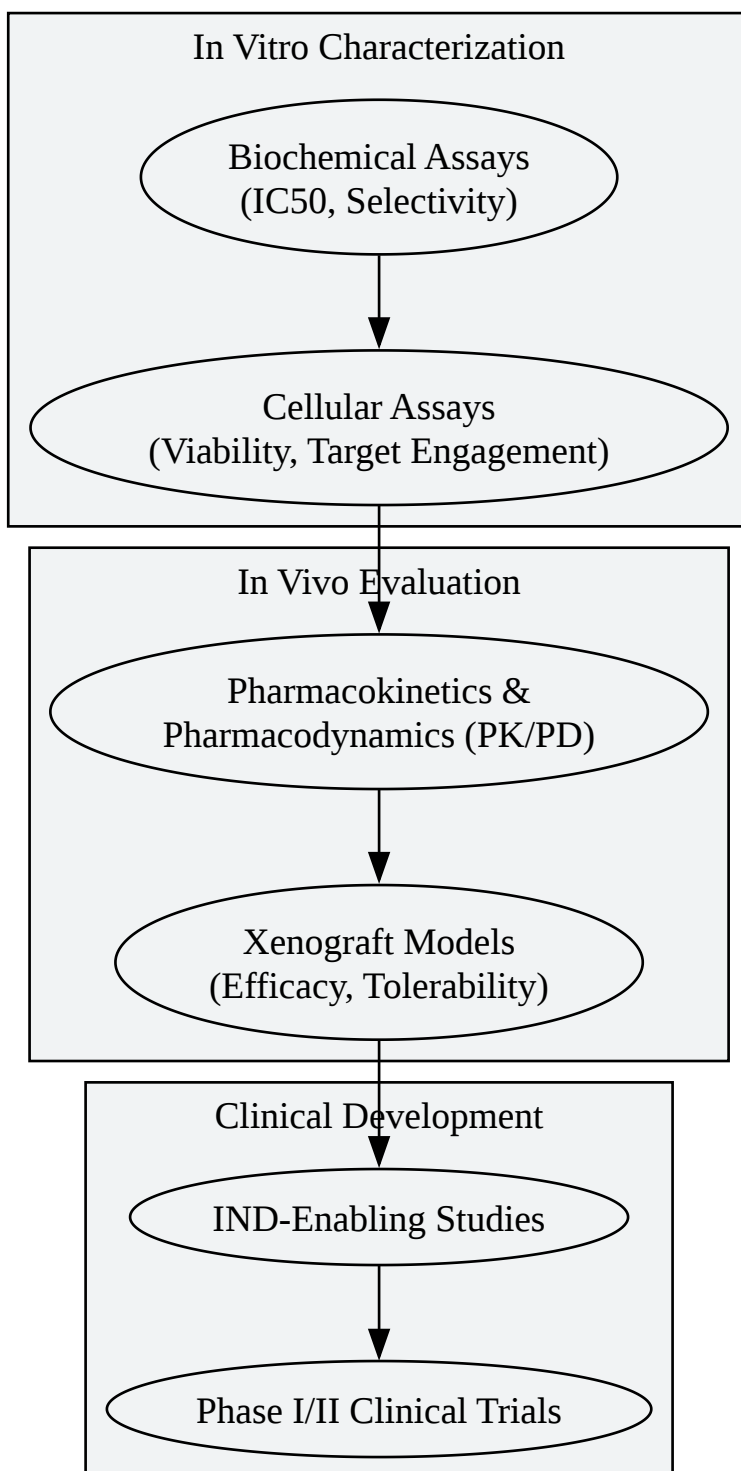 In Vitro Characterization
Biochemical Assays
(IC50, Selectivity)
Cellular Assays
(Viability, Target Engagement)
In Vivo Evaluation
Pharmacokinetics &
Pharmacodynamics (PK/PD)
Xenograft Models
(Efficacy, Tolerability)
Clinical Development
IND-Enabling Studies
Phase I/II Clinical Trials